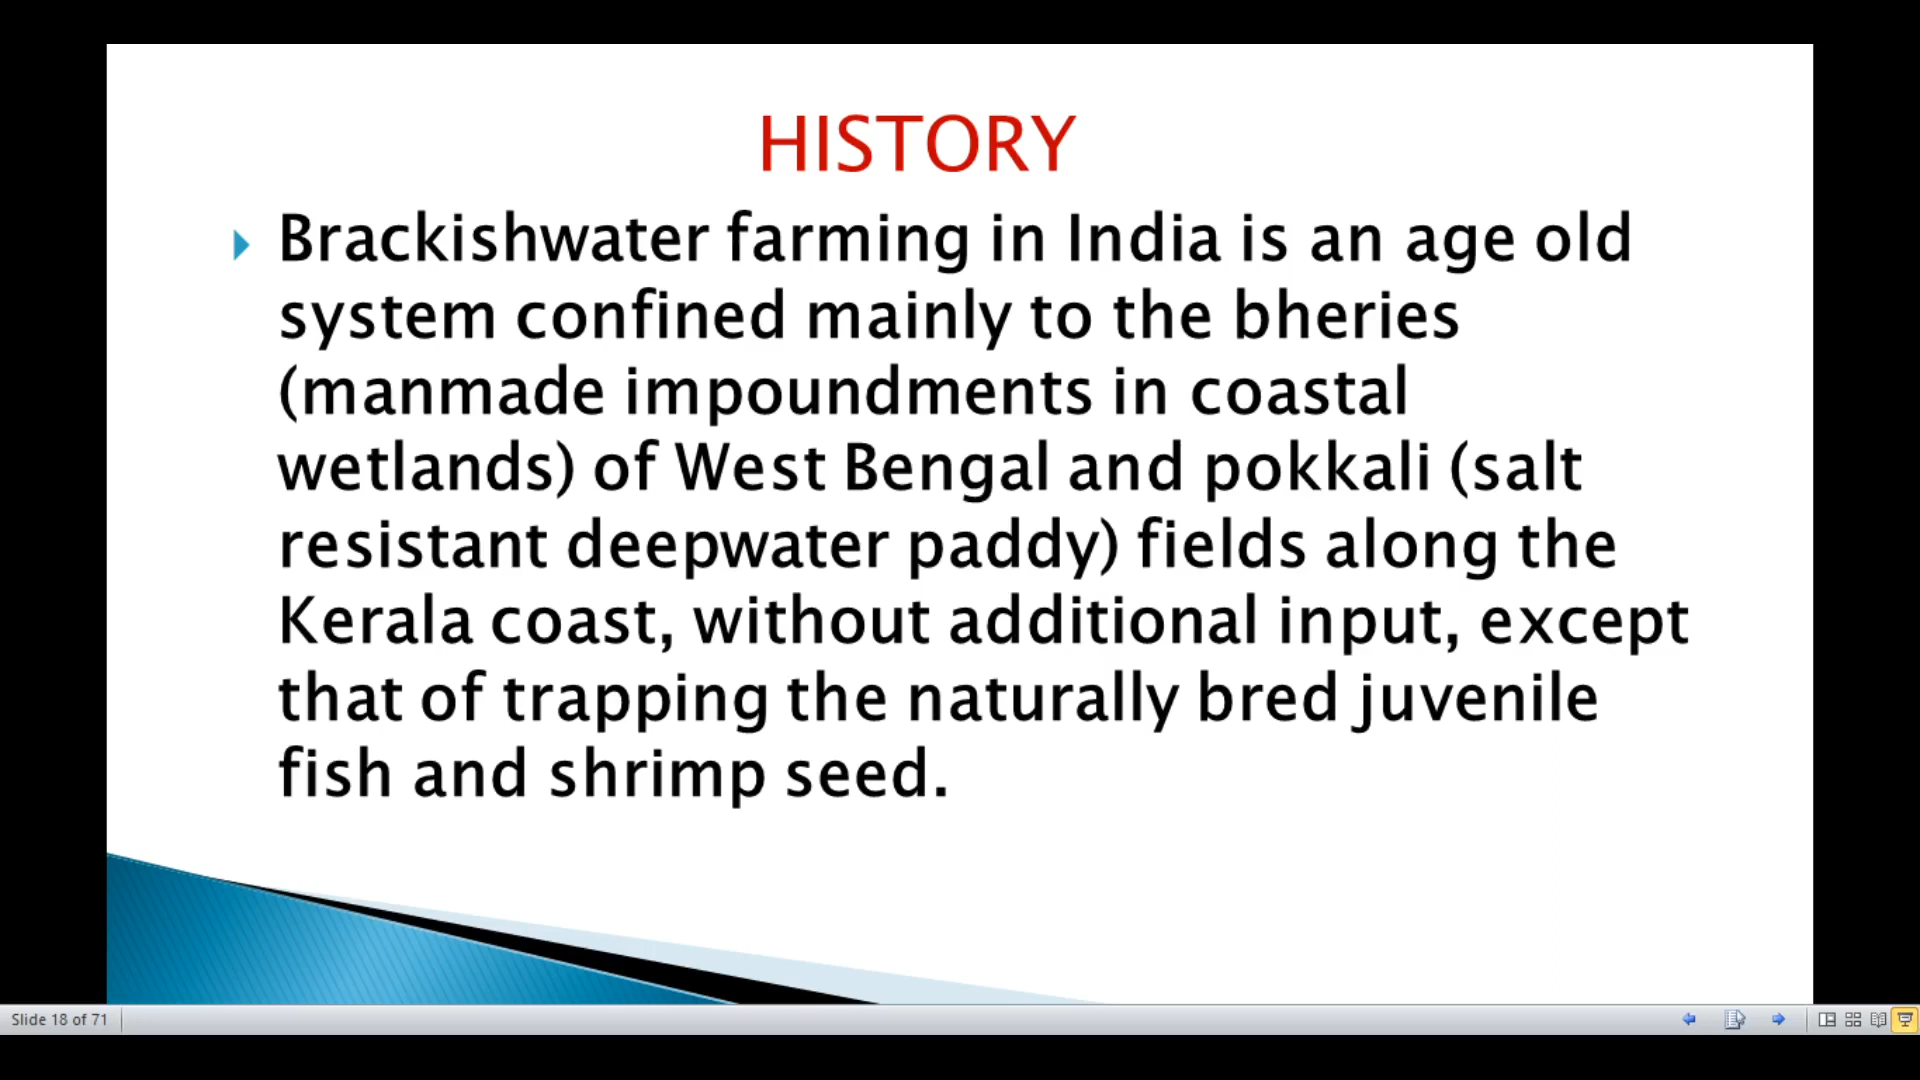 HISTORY
Brackishwater farming in India is an age old
system confined mainly to the bheries
(manmade impoundments in coastal
wetlands) of West Bengal and pokkali (salt
resistant deepwater paddy) fields along the
Kerala coast, without additional input, except
that of trapping the naturally bred juvenile
fish and shrimp seed.
Slide 18 of 71